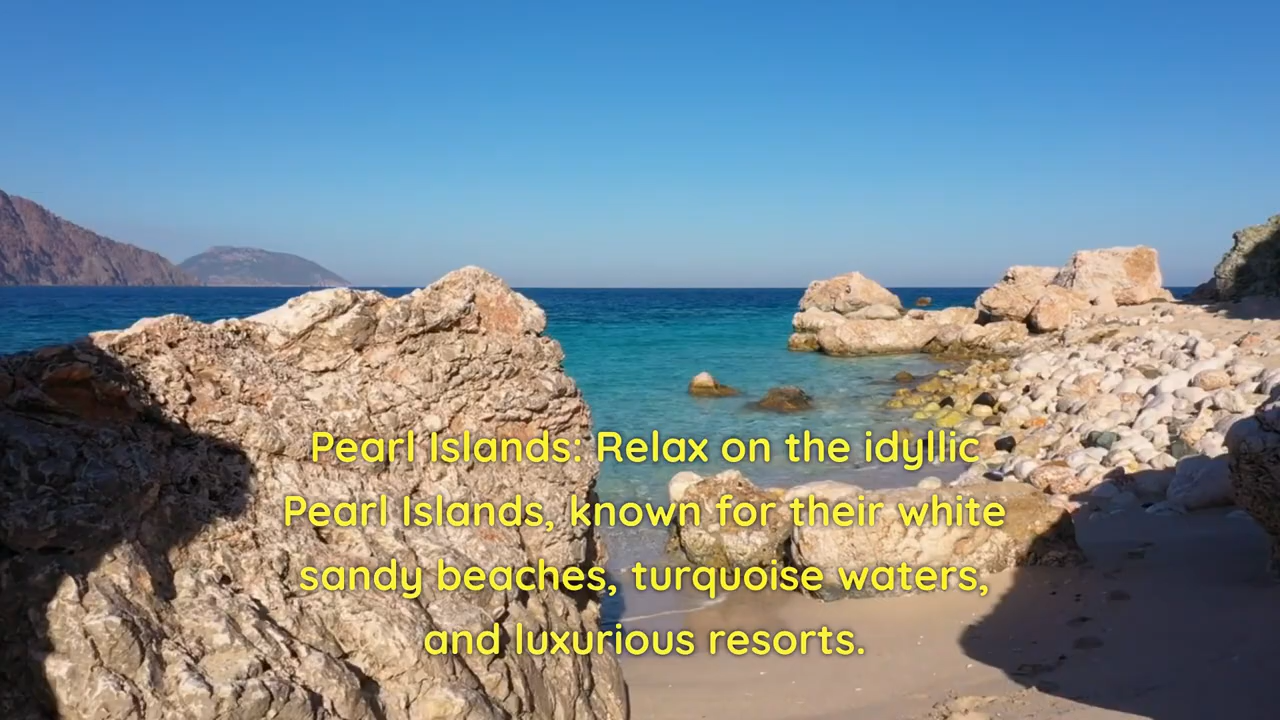 Pearl Islands: Relax on the idyllic
Pearl Islands, known for their white
sandy beaches, turquoise waters,
and luxurious resorts.